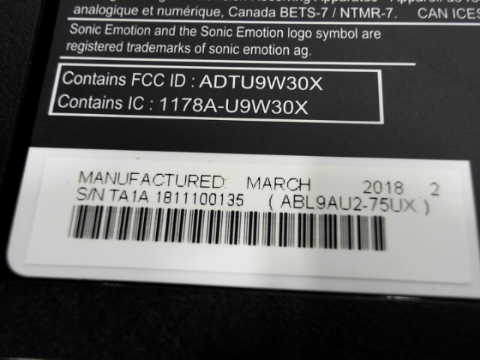 analogique et numérique, Canada BETS-7 / NTMR-7. CAN ICES
Sonic Emotion and the Sonic Emotion logo symbol are
registered trademarks of sonic emotion ag.
Contains FCC ID : ADTU9W30X
Contains IC : 1178A-U9W30X
MANUFACTURED: MARCH 2018 2
S/N TA1A 1811100135 ( ABL9AU2-75UX )